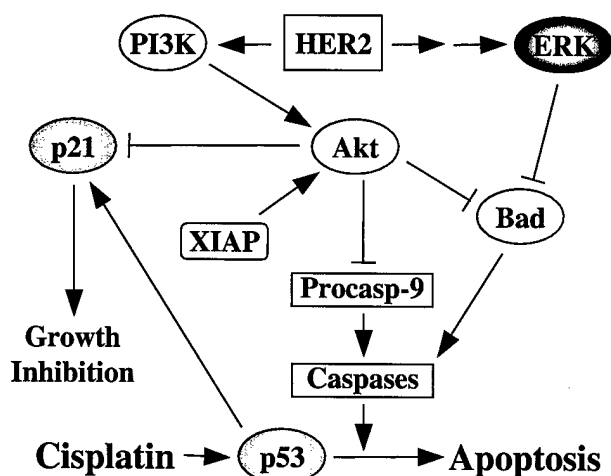 PI3K
HER2
ERK
p21
Akt
Bad
XIAP
Procasp-9
Growth
Inhibition
Caspases
Cisplatin
p53
Apoptosis